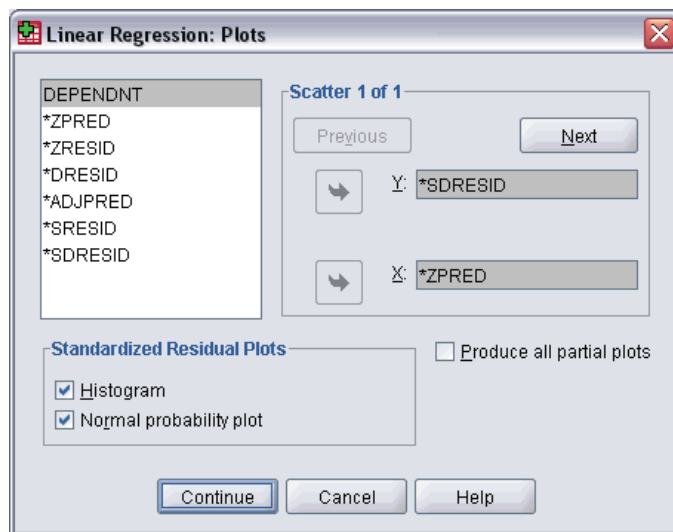 Linear Regression: Plots
DEPENDNT
*ZPRED
*ZRESID
*DRESID
*ADJPRED
*SRESID
*SDRESID
Scatter 1 of 1
Previous
Next
Y: *SDRESID
X: *ZPRED
Standardized Residual Plots
Histogram
Normal probability plot
Produce all partial plots
Continue
Cancel
Help